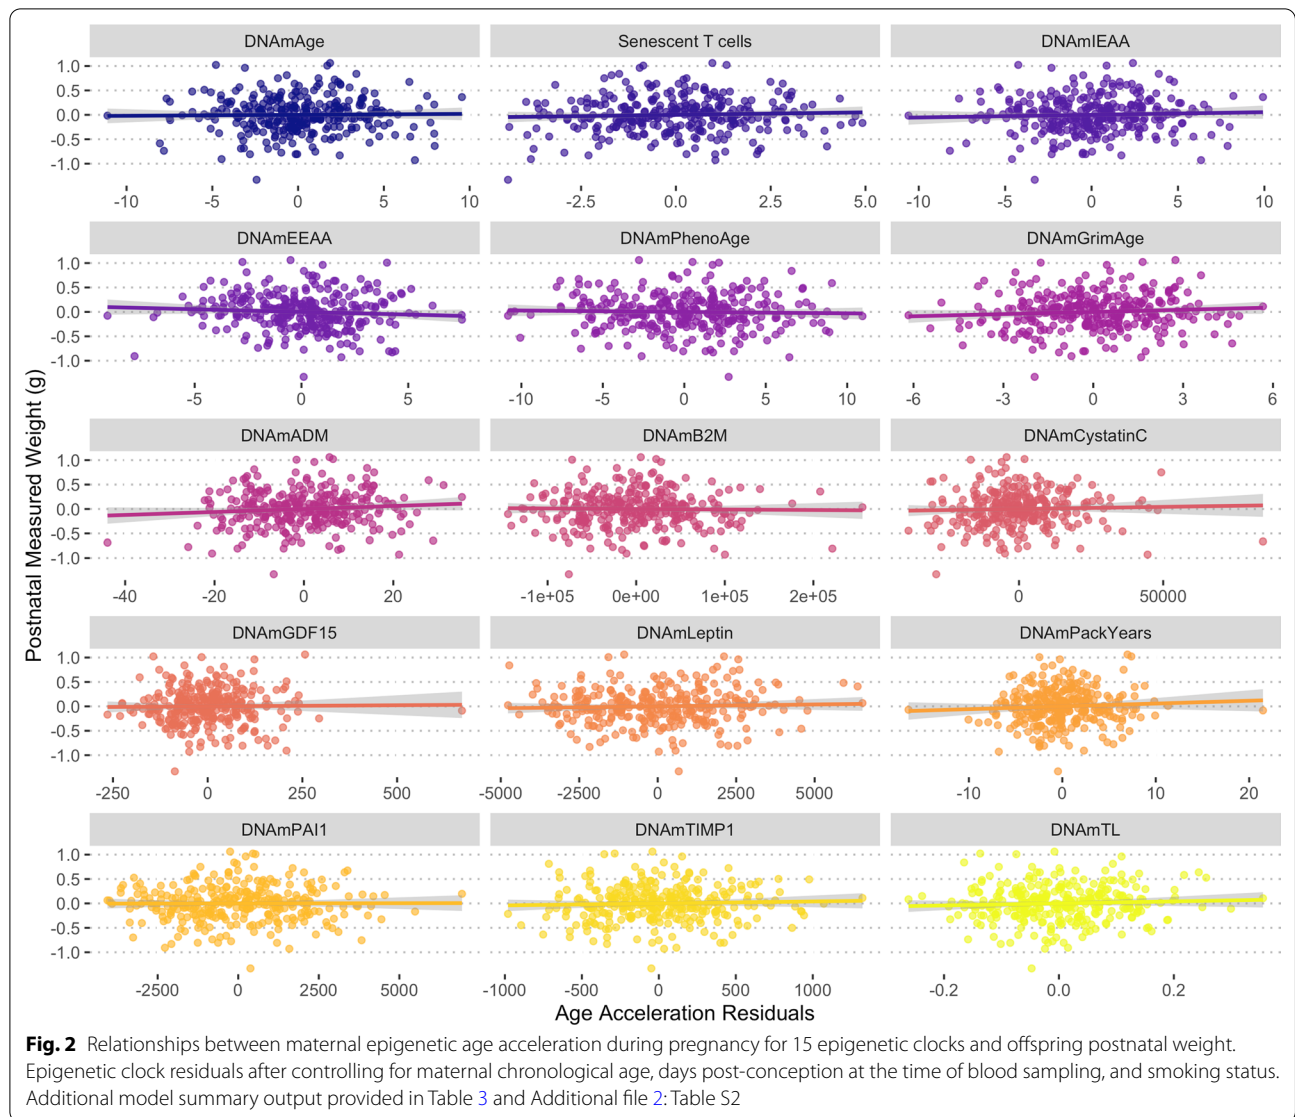 DNAmAge Senescent T cells DNAmIEAA
1.0
0.5
0.0
-0.5
-1.0
-10 -5 0 5 10 -2.5 0.0 2.5 5.0 -10 -5 0 5 10
DNAmEEAA DNAmPhenoAge DNAmGrimAge
1.0
0.5
0.0
-0.5
-1.0
-5 0 5 -10 -5 0 5 10 -6 -3 0 3 6
Postnatal Measured Weight (g)
DNAmADM DNAmB2M DNAmCystatinC
1.0
0.5
0.0
-0.5
-1.0
-40 -20 0 20 -1e+05 0e+00 1e+05 2e+05 0 50000
DNAmGDF15 DNAmLeptin DNAmPackYears
1.0
0.5
0.0
-0.5
-1.0
-250 0 250 500 -5000 -2500 0 2500 5000 -10 0 10 20
DNAmPAI1 DNAmTIMP1 DNAmTL
1.0
0.5
0.0
-0.5
-1.0
-2500 0 2500 5000 -1000 -500 0 500 1000 -0.2 0.0 0.2
Age Acceleration Residuals
Fig. 2 Relationships between maternal epigenetic age acceleration during pregnancy for 15 epigenetic clocks and offspring postnatal weight.
Epigenetic clock residuals after controlling for maternal chronological age, days post-conception at the time of blood sampling, and smoking status.
Additional model summary output provided in Table 3 and Additional file 2: Table S2